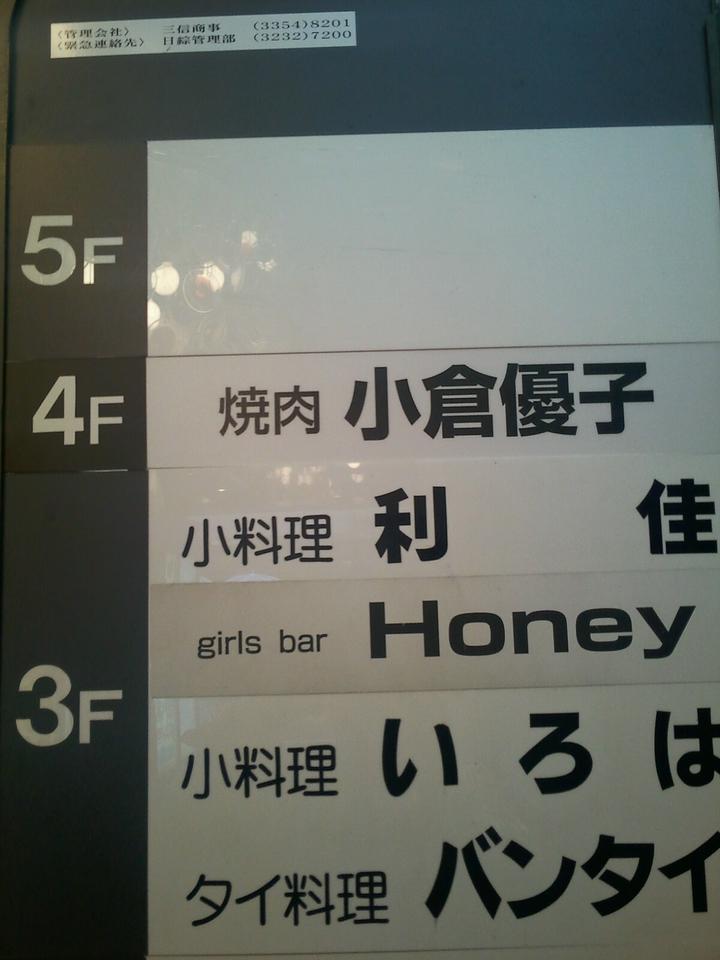 〈管理会社〉 三信商事 (3354)8201
〈緊急連絡先〉 日綜管理部 (3232)7200
5F
4F 焼肉 小倉優子
小料理 利 佳
girls bar Honey
3F
小料理 い ろ は
タイ料理 バンタイ